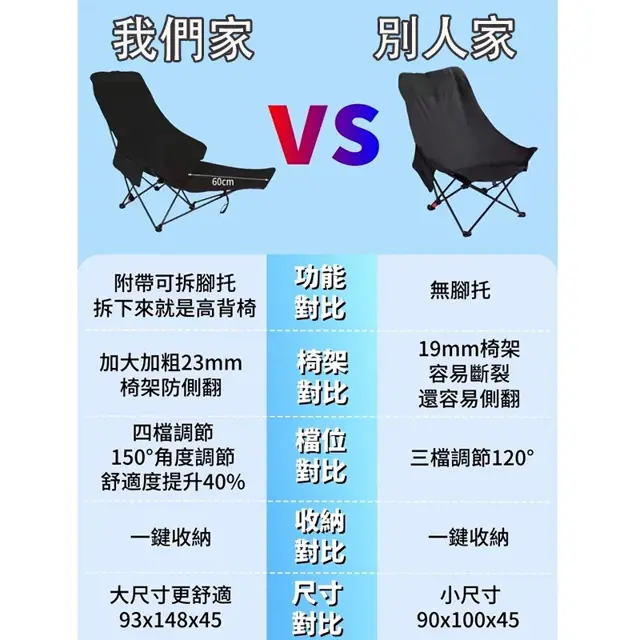 我們家
別人家
VS
60cm
附帶可拆腳托
拆下來就是高背椅
功能
對比
無腳托
加大加粗23mm
椅架防側翻
椅架
對比
19mm椅架
容易斷裂
還容易側翻
四檔調節
150°角度調節
舒適度提升40%
檔位
對比
三檔調節120°
一鍵收納
收納
對比
一鍵收納
大尺寸更舒適
93x148x45
尺寸
對比
小尺寸
90x100x45